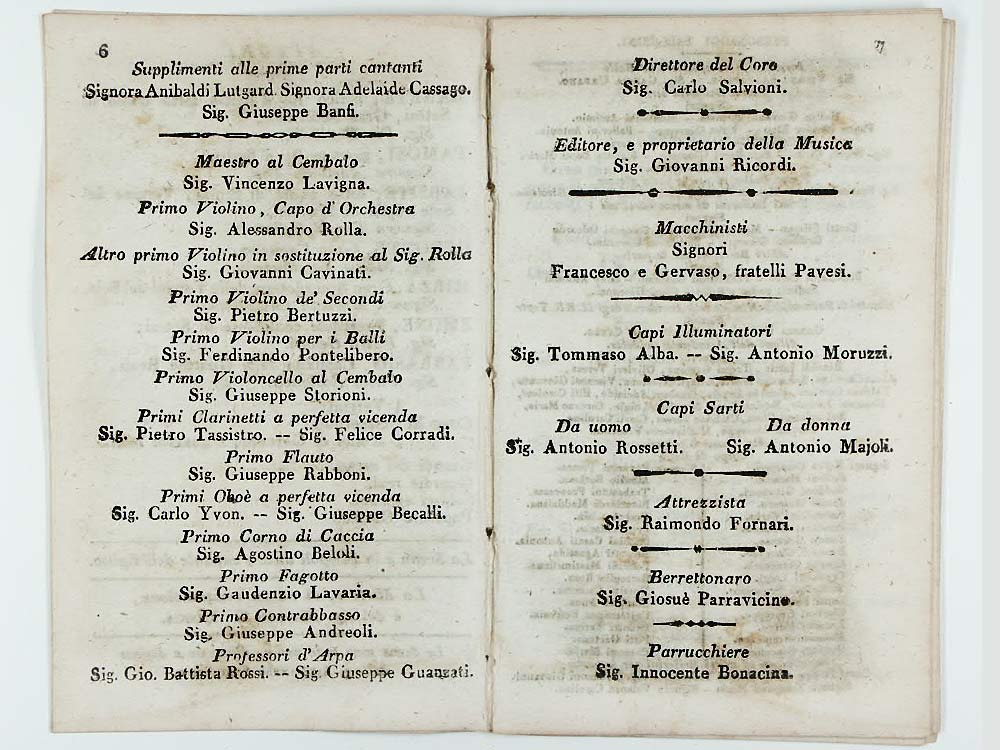 6
Supplimenti alle prime parti cantanti
Signora Anibaldi Lutgard. Signora Adelaide Cassago.
Sig. Giuseppe Banfi.
Maestro al Cembalo
Sig. Vincenzo Lavigna.
Primo Violino, Capo d'Orchestra
Sig. Alessandro Rolla.
Altro primo Violino in sostituzione al Sig. Rolla
Sig. Giovanni Cavinati.
Primo Violino de' Secondi
Sig. Pietro Bertuzzi.
Primo Violino per i Balli
Sig. Ferdinando Pontelibero.
Primo Violoncello al Cembalo
Sig. Giuseppe Storioni.
Primi Clarinetti a perfetta vicenda
Sig. Pietro Tassistro. -- Sig. Felice Corradi.
Primo Flauto
Sig. Giuseppe Rabboni.
Primi Oboè a perfetta vicenda
Sig. Carlo Yvon. -- Sig. Giuseppe Becalli.
Primo Corno di Caccia
Sig. Agostino Beloli.
Primo Fagotto
Sig. Gaudenzio Lavaria.
Primo Contrabbasso
Sig. Giuseppe Andreoli.
Professori d'Arpa
Sig. Gio. Battista Rossi. -- Sig. Giuseppe Guanzati.
7
Direttore del Coro
Sig. Carlo Salvioni.
Editore, e proprietario della Musica
Sig. Giovanni Ricordi.
Macchinisti
Signori
Francesco e Gervaso, fratelli Pavesi.
Capi Illuminatori
Sig. Tommaso Alba. -- Sig. Antonio Moruzzi.
Capi Sarti
Da uomo Da donna
Sig. Antonio Rossetti. Sig. Antonio Majoli.
Attrezzista
Sig. Raimondo Fornari.
Berrettonaro
Sig. Giosuè Parravicino.
Parrucchiere
Sig. Innocente Bonacina.